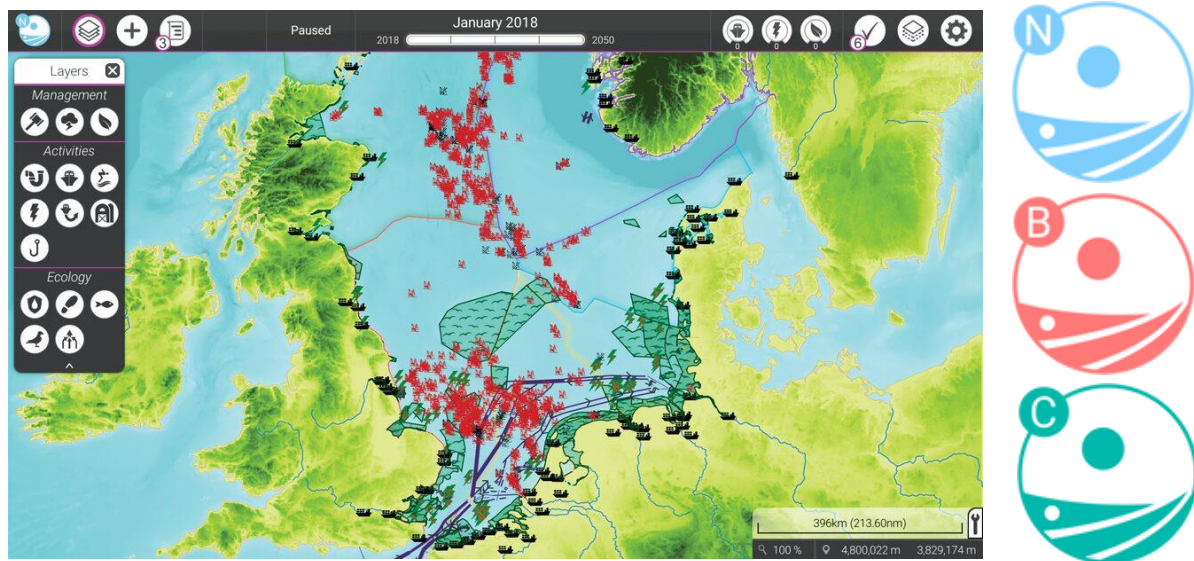 N
3
Paused
January 2018
2018
2050
0
0
0
6
Layers
Management
Activities
Ecology
396km (213.60nm)
100 %
4,800,022 m
3,829,174 m
N
B
C